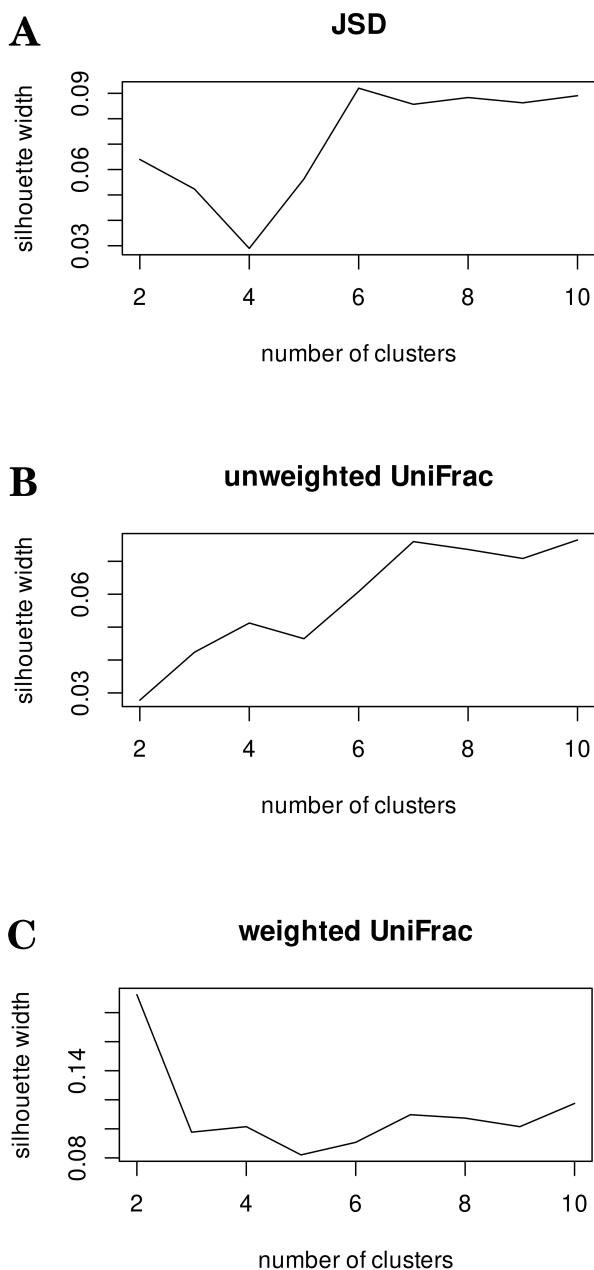 A
JSD
silhouette width
0.09
0.06
0.03
2 4 6 8 10
number of clusters
B
unweighted UniFrac
silhouette width
0.06
0.03
2 4 6 8 10
number of clusters
C
weighted UniFrac
silhouette width
0.14
0.08
2 4 6 8 10
number of clusters